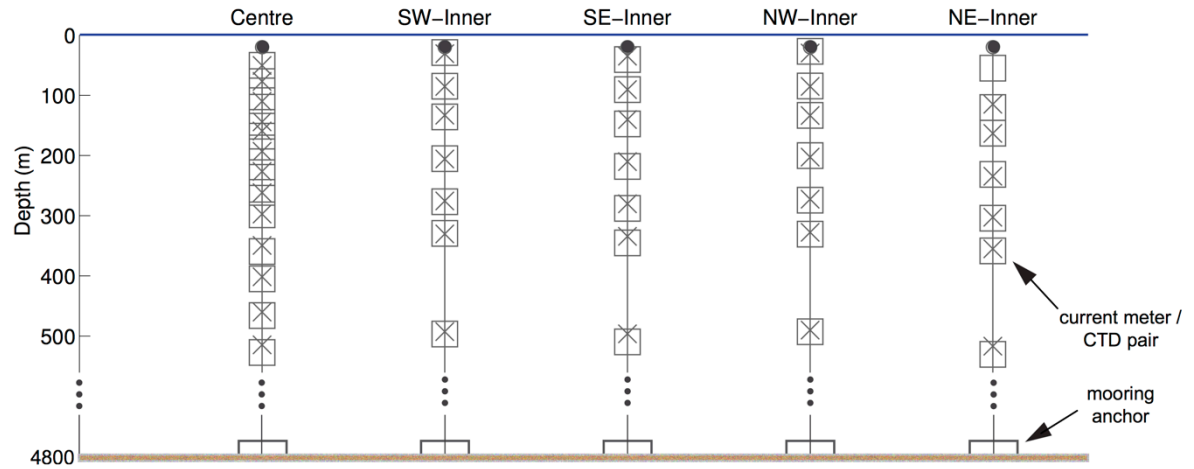 Centre SW−Inner SE−Inner NW−Inner NE−Inner
0
100
200
300
400
500
4800
Depth (m)
current meter /
CTD pair
mooring
anchor